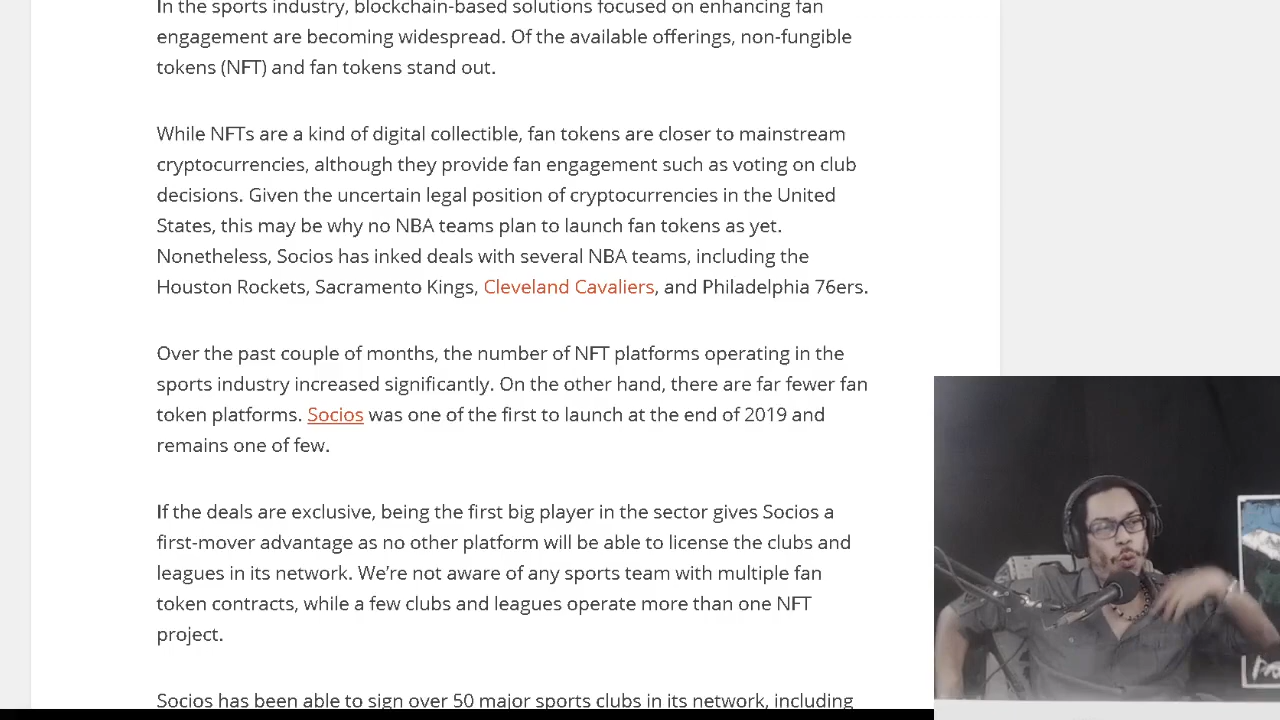 In the sports industry, blockchain-based solutions focused on enhancing fan
engagement are becoming widespread. Of the available offerings, non-fungible
tokens (NFT) and fan tokens stand out.
While NFTs are a kind of digital collectible, fan tokens are closer to mainstream
cryptocurrencies, although they provide fan engagement such as voting on club
decisions. Given the uncertain legal position of cryptocurrencies in the United
States, this may be why no NBA teams plan to launch fan tokens as yet.
Nonetheless, Socios has inked deals with several NBA teams, including the
Houston Rockets, Sacramento Kings, Cleveland Cavaliers, and Philadelphia 76ers.
Over the past couple of months, the number of NFT platforms operating in the
sports industry increased significantly. On the other hand, there are far fewer fan
token platforms. Socios was one of the first to launch at the end of 2019 and
remains one of few.
If the deals are exclusive, being the first big player in the sector gives Socios a
first-mover advantage as no other platform will be able to license the clubs and
leagues in its network. We’re not aware of any sports team with multiple fan
token contracts, while a few clubs and leagues operate more than one NFT
project.
Socios has been able to sign over 50 major sports clubs in its network, including